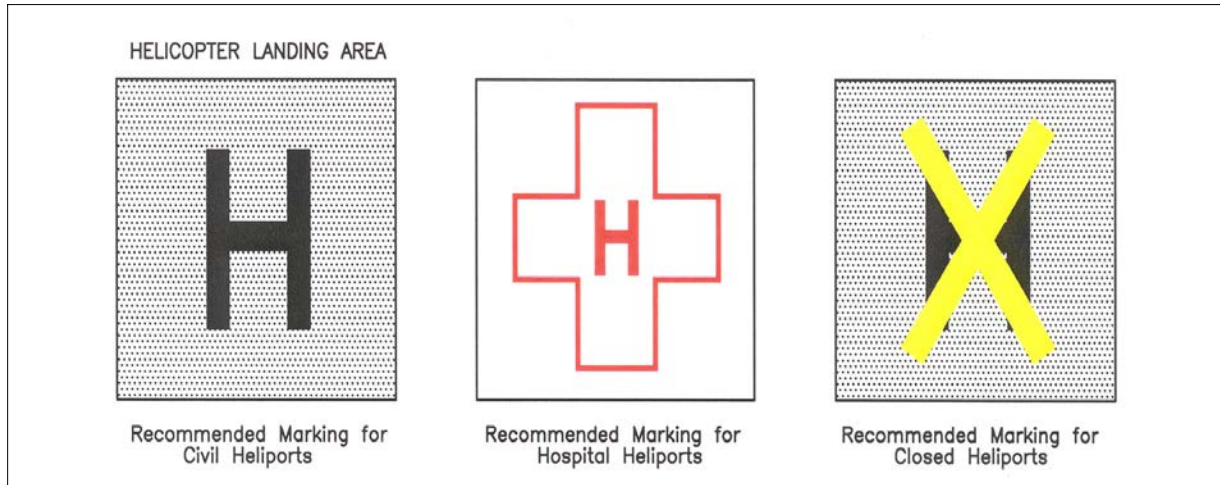 HELICOPTER LANDING AREA
H
H
H
Recommended Marking for
Civil Heliports
Recommended Marking for
Hospital Heliports
Recommended Marking for
Closed Heliports